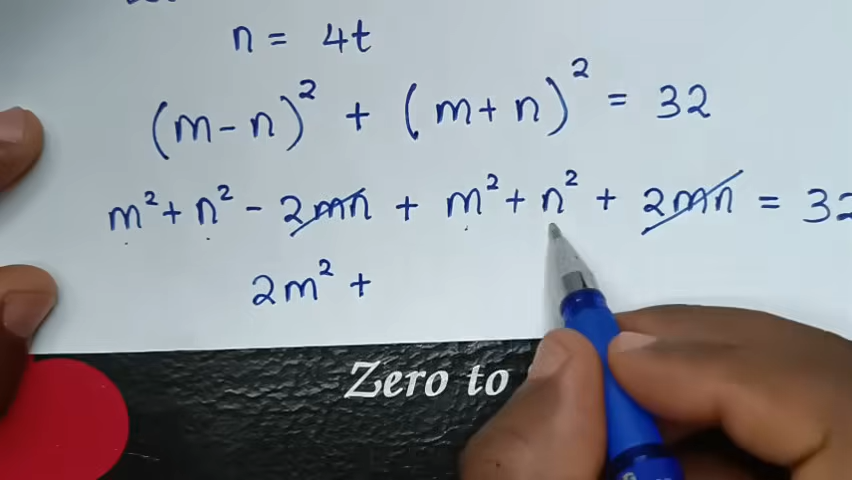 n = 4t
(m - n)² + (m + n)² = 32
m² + n² - 2mn + m² + n² + 2mn = 32
2m² +
Zero to